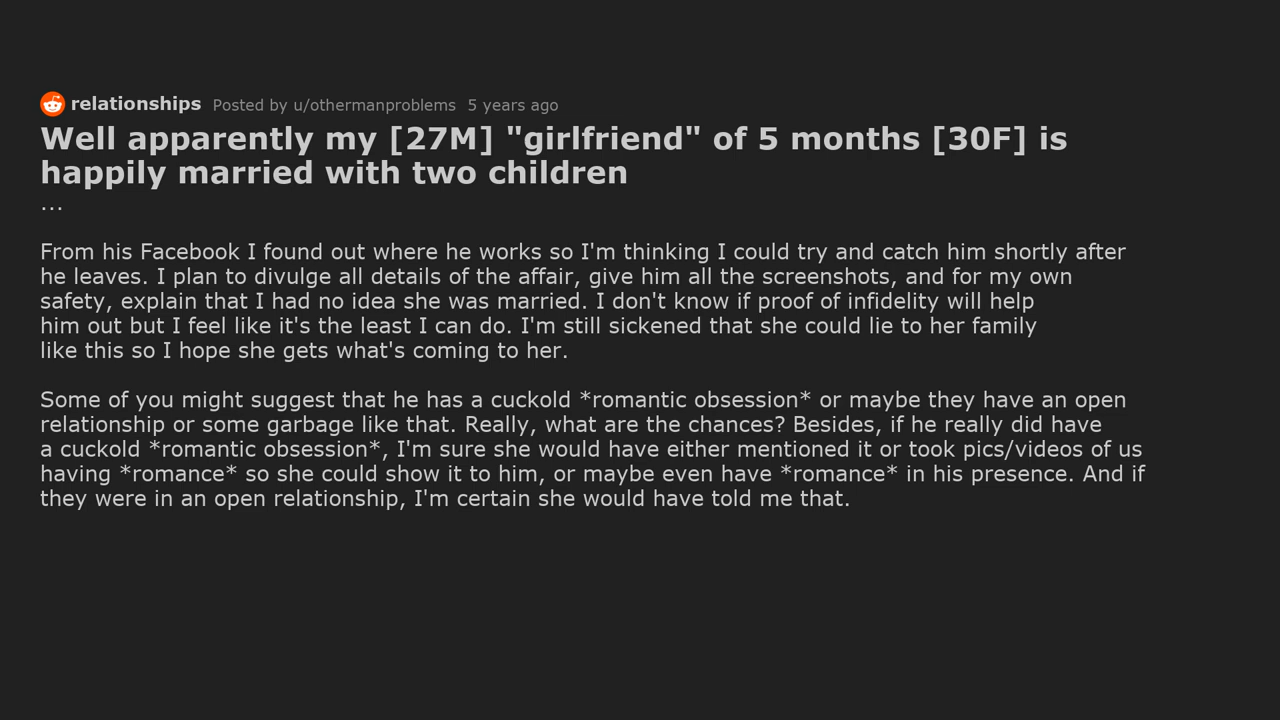 relationships Posted by u/othermanproblems 5 years ago
Well apparently my [27M] "girlfriend" of 5 months [30F] is
happily married with two children
...
From his Facebook I found out where he works so I'm thinking I could try and catch him shortly after
he leaves. I plan to divulge all details of the affair, give him all the screenshots, and for my own
safety, explain that I had no idea she was married. I don't know if proof of infidelity will help
him out but I feel like it's the least I can do. I'm still sickened that she could lie to her family
like this so I hope she gets what's coming to her.
Some of you might suggest that he has a cuckold *romantic obsession* or maybe they have an open
relationship or some garbage like that. Really, what are the chances? Besides, if he really did have
a cuckold *romantic obsession*, I'm sure she would have either mentioned it or took pics/videos of us
having *romance* so she could show it to him, or maybe even have *romance* in his presence. And if
they were in an open relationship, I'm certain she would have told me that.